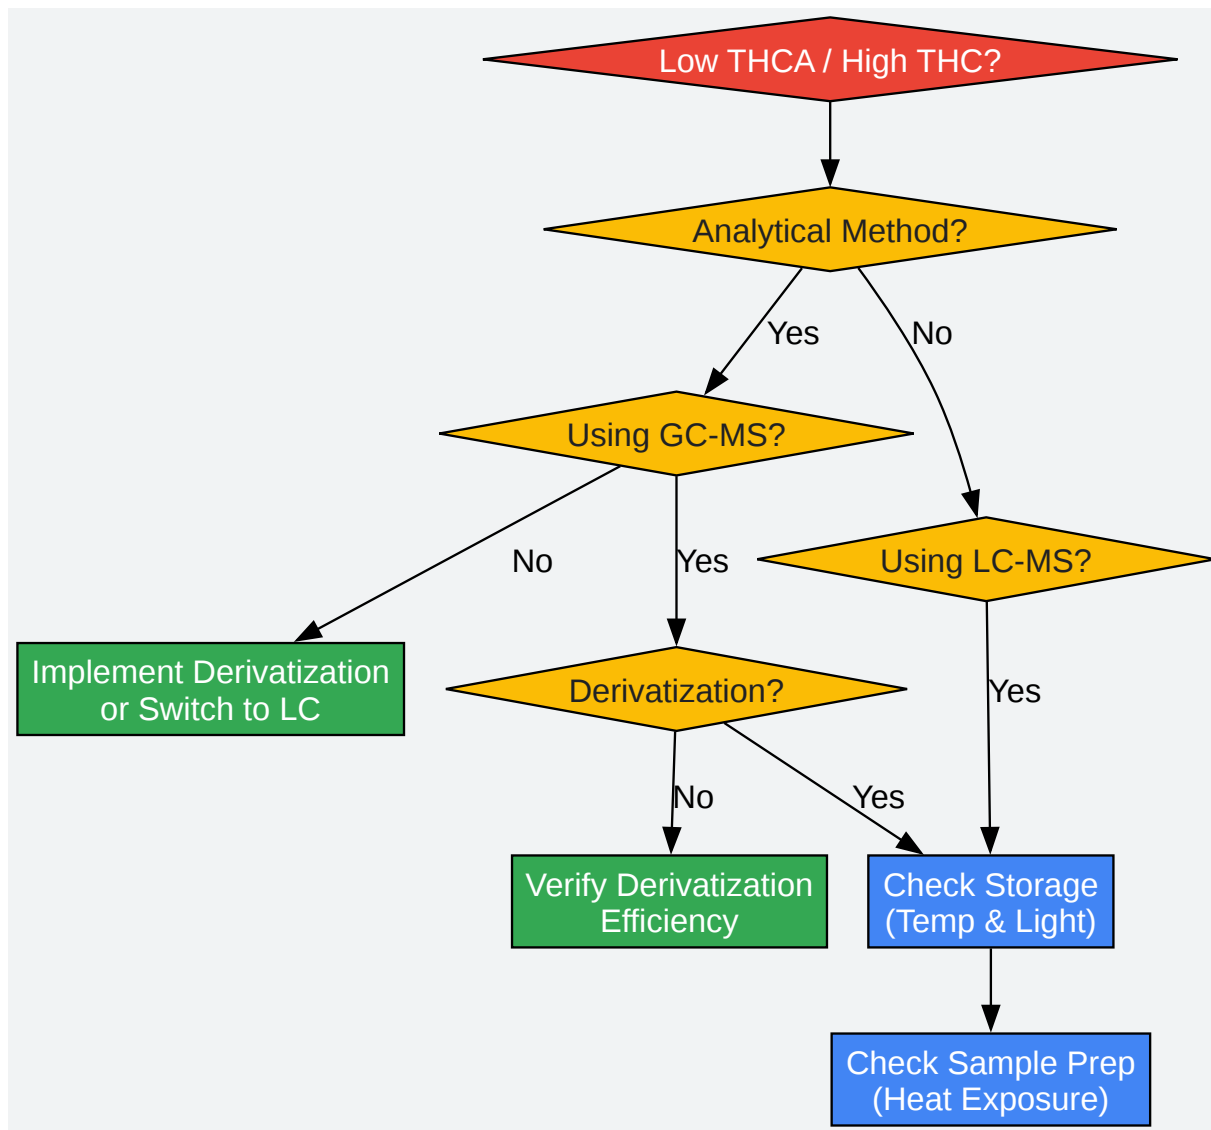 Low THCA / High THC?
Analytical Method?
Yes
No
Using GC-MS?
No
Yes
Using LC-MS?
Implement Derivatization
or Switch to LC
Derivatization?
Yes
No
Yes
Verify Derivatization
Efficiency
Check Storage
(Temp & Light)
Check Sample Prep
(Heat Exposure)